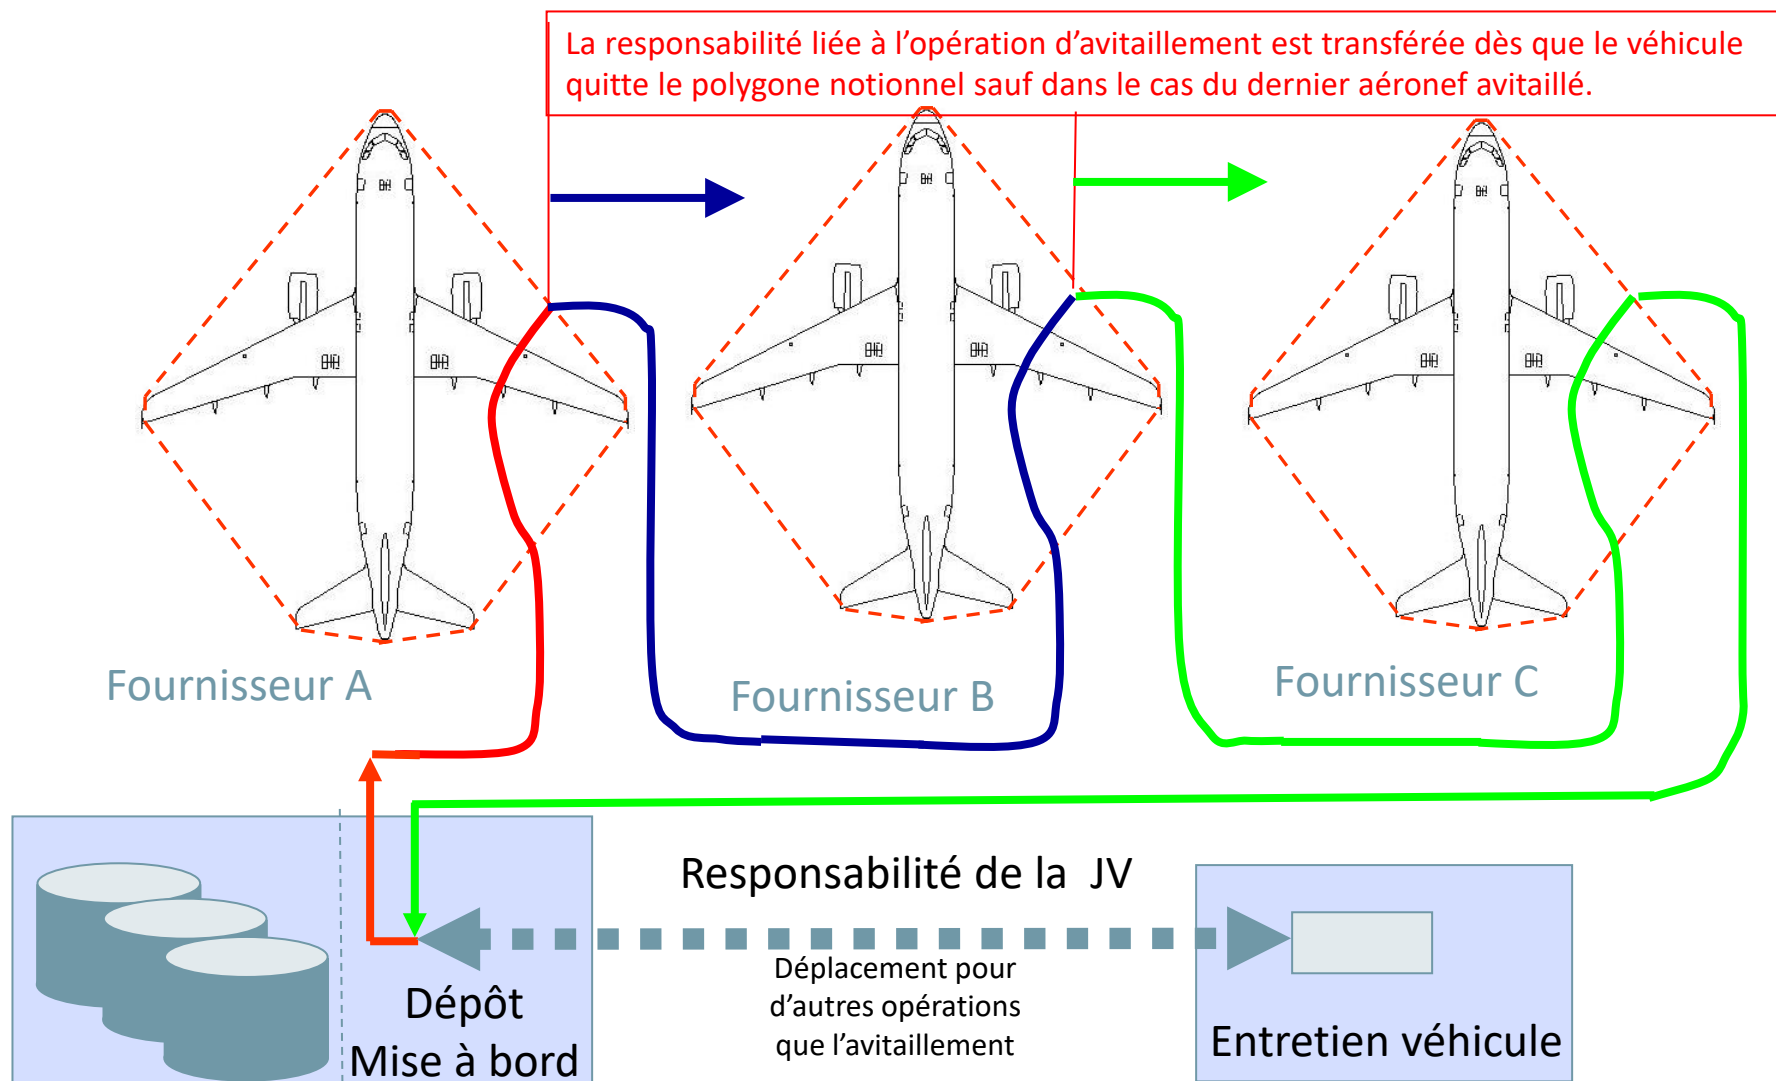 La responsabilité liée à l’opération d’avitaillement est transférée dès que le véhicule
quitte le polygone notionnel sauf dans le cas du dernier aéronef avitaillé.
Fournisseur A
Fournisseur B
Fournisseur C
Responsabilité de la JV
Déplacement pour
d’autres opérations
que l’avitaillement
Dépôt
Mise à bord
Entretien véhicule